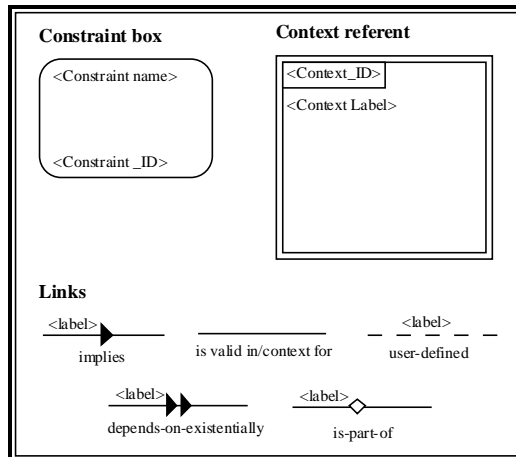 Constraint box
Context referent
<Constraint name>
<Context_ID>
<Context Label>
<Constraint _ID>
Links
<label>
implies
is valid in/context for
<label>
user-defined
<label>
depends-on-existentially
<label>
is-part-of